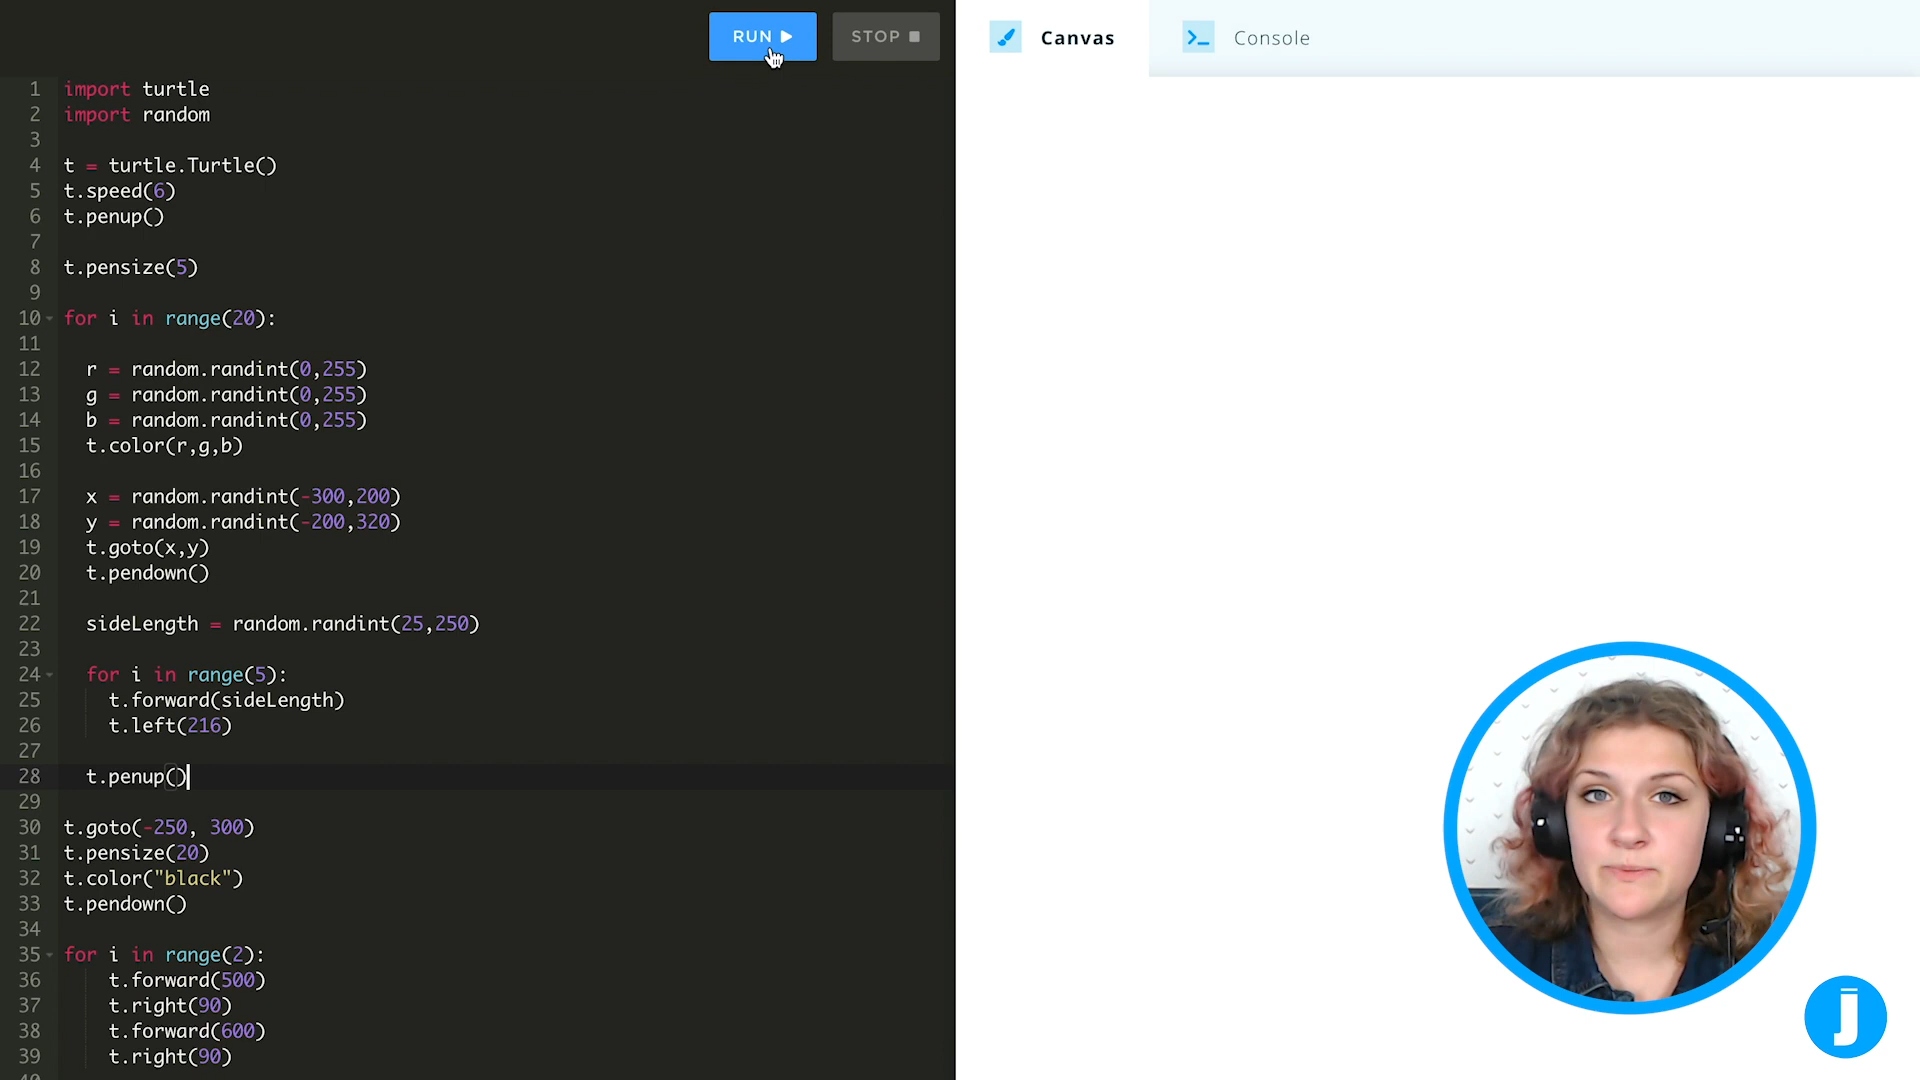 RUN
STOP
Canvas
Console
1 import turtle
2 import random
3
4 t = turtle.Turtle()
5 t.speed(6)
6 t.penup()
7
8 t.pensize(5)
9
10 for i in range(20):
11
12 r = random.randint(0,255)
13 g = random.randint(0,255)
14 b = random.randint(0,255)
15 t.color(r,g,b)
16
17 x = random.randint(-300,200)
18 y = random.randint(-200,320)
19 t.goto(x,y)
20 t.pendown()
21
22 sideLength = random.randint(25,250)
23
24 for i in range(5):
25 t.forward(sideLength)
26 t.left(216)
27
28 t.penup()
29
30 t.goto(-250, 300)
31 t.pensize(20)
32 t.color("black")
33 t.pendown()
34
35 for i in range(2):
36 t.forward(500)
37 t.right(90)
38 t.forward(600)
39 t.right(90)
J